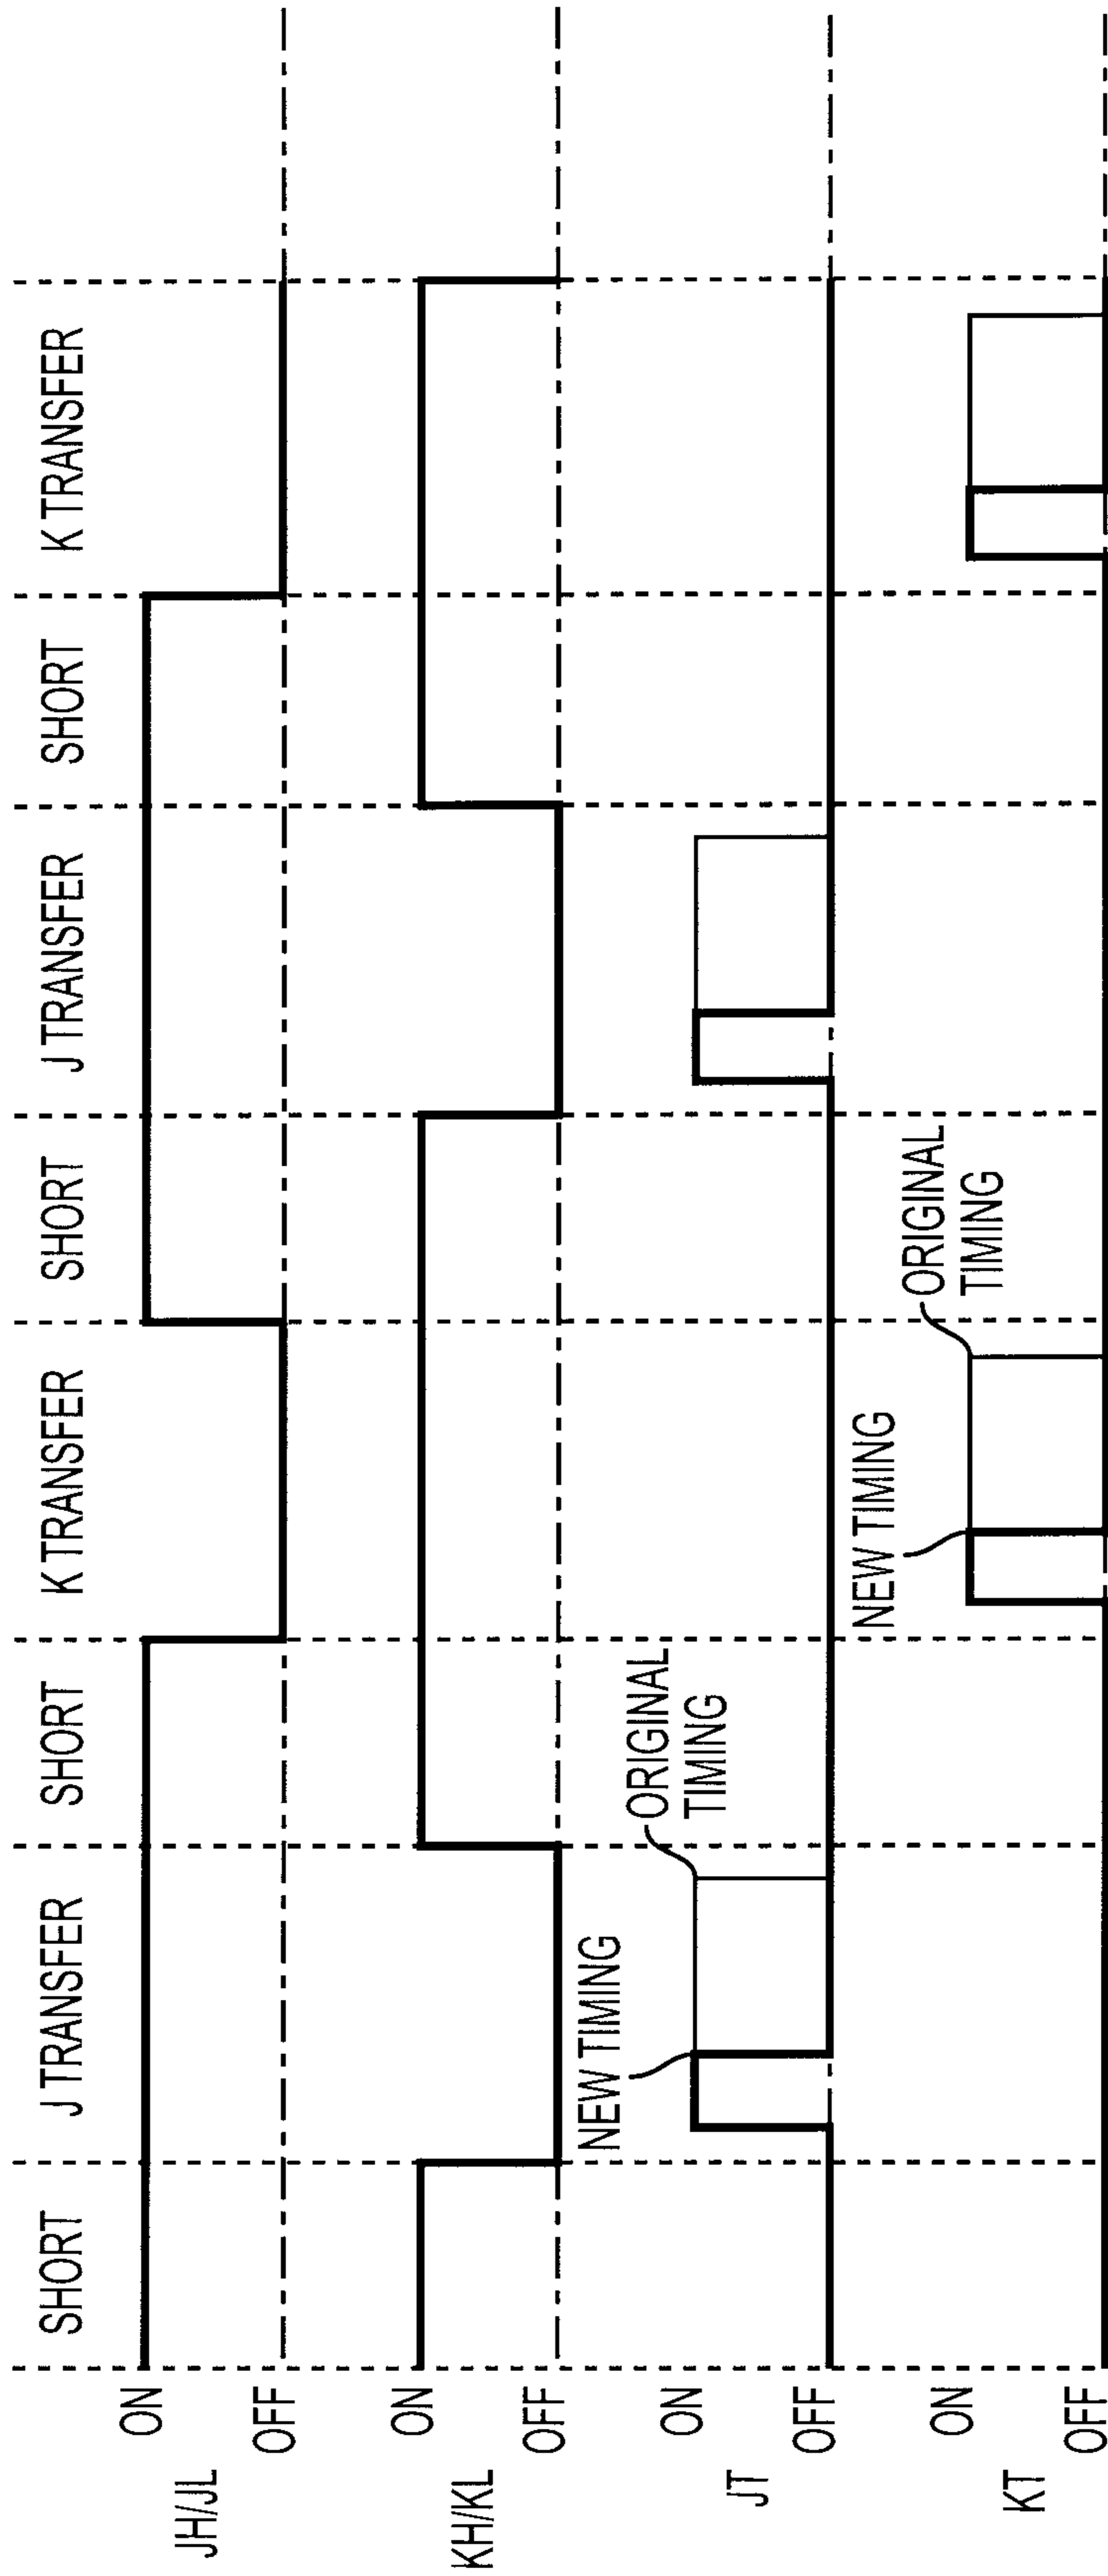 SHORT
J TRANSFER
SHORT
K TRANSFER
SHORT
J TRANSFER
SHORT
K TRANSFER
JH/JL
ON
OFF
KH/KL
ON
OFF
JT
ON
OFF
NEW TIMING
ORIGINAL
TIMING
KT
ON
OFF
NEW TIMING
ORIGINAL
TIMING